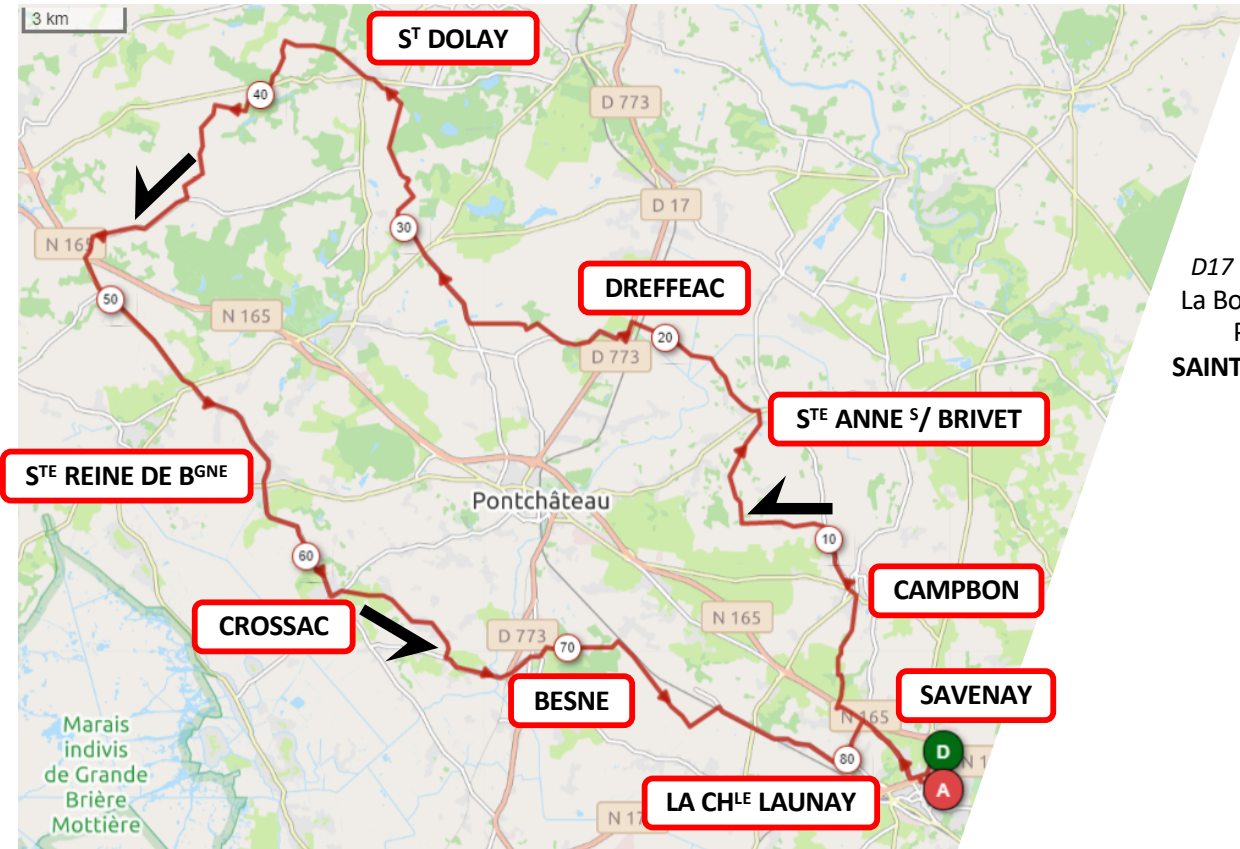 3 km
Sᵀ DOLAY
40
D 773
D 17
30
N 165
DREFFEAC
D17
La Bo
P
SAINT
50
N 165
20
D 773
Sᵀᴱ ANNE ˢ/ BRIVET
Sᵀᴱ REINE DE Bᴳᴺᴱ
Pontchâteau
10
60
CAMPBON
CROSSAC
N 165
D 773
70
SAVENAY
BESNE
N 165
Marais
indivis
de Grande
Brière
Mottière
D
N 1
80
A
LA CHᴸᴱ LAUNAY
N 17